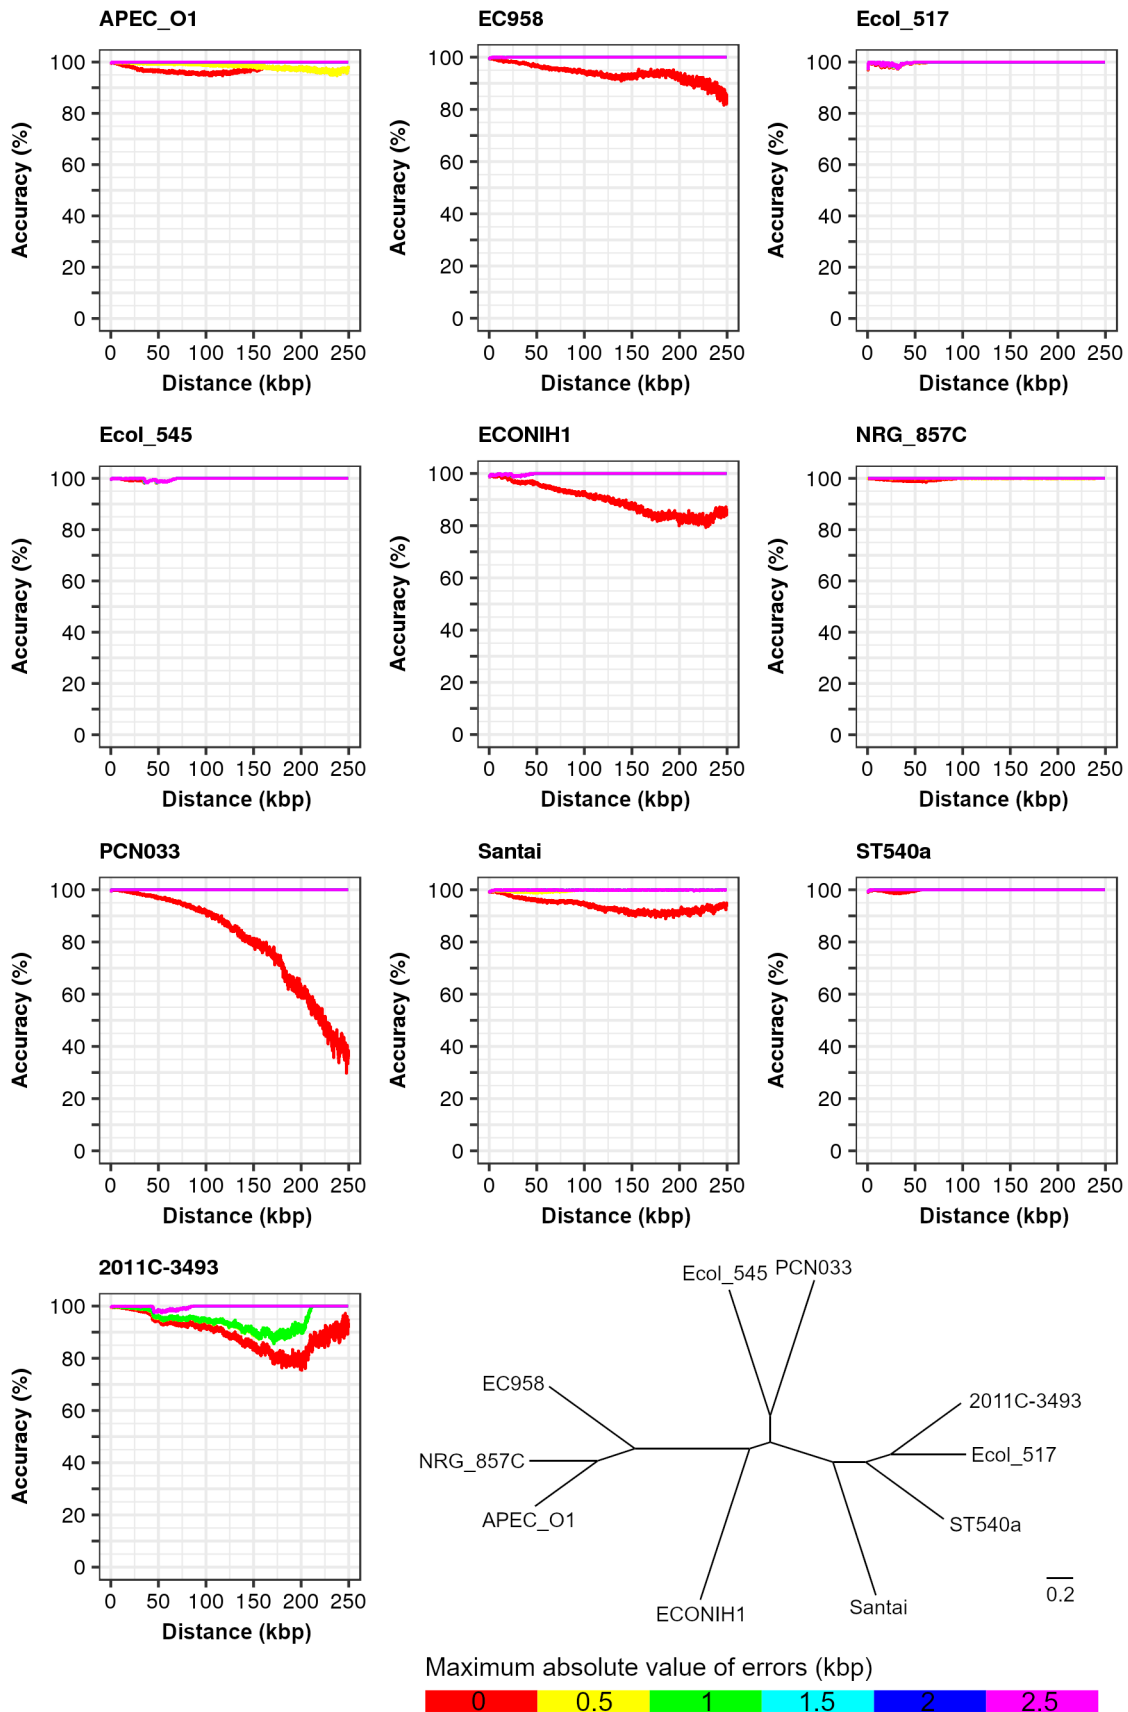 APEC_O1
EC958
Ecol_517
100
80
60
40
20
0
Accuracy (%)
0 50 100 150 200 250
Distance (kbp)
100
80
60
40
20
0
Accuracy (%)
0 50 100 150 200 250
Distance (kbp)
100
80
60
40
20
0
Accuracy (%)
0 50 100 150 200 250
Distance (kbp)
Ecol_545
ECONIH1
NRG_857C
100
80
60
40
20
0
Accuracy (%)
0 50 100 150 200 250
Distance (kbp)
100
80
60
40
20
0
Accuracy (%)
0 50 100 150 200 250
Distance (kbp)
100
80
60
40
20
0
Accuracy (%)
0 50 100 150 200 250
Distance (kbp)
PCN033
Santai
ST540a
100
80
60
40
20
0
Accuracy (%)
0 50 100 150 200 250
Distance (kbp)
100
80
60
40
20
0
Accuracy (%)
0 50 100 150 200 250
Distance (kbp)
100
80
60
40
20
0
Accuracy (%)
0 50 100 150 200 250
Distance (kbp)
2011C-3493
100
80
60
40
20
0
Accuracy (%)
0 50 100 150 200 250
Distance (kbp)
Ecol_545 PCN033
EC958
2011C-3493
NRG_857C
Ecol_517
APEC_O1
ST540a
ECONIH1
Santai
0.2
Maximum absolute value of errors (kbp)
0 0.5 1 1.5 2 2.5